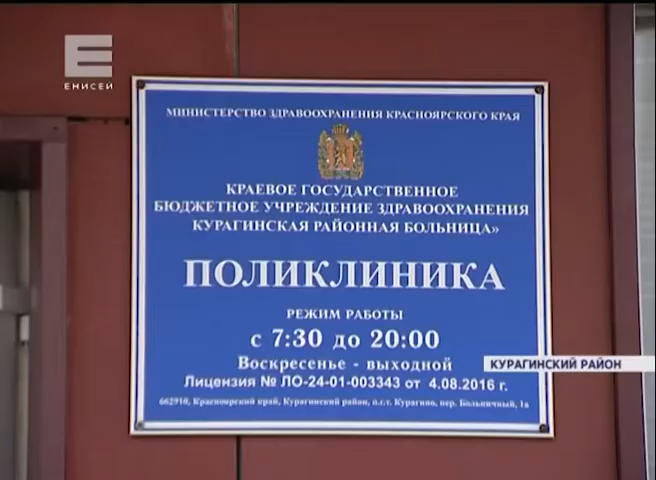 ЕНИСЕЙ
МИНИСТЕРСТВО ЗДРАВООХРАНЕНИЯ КРАСНОЯРСКОГО КРАЯ
КРАЕВОЕ ГОСУДАРСТВЕННОЕ
БЮДЖЕТНОЕ УЧРЕЖДЕНИЕ ЗДРАВООХРАНЕНИЯ
КУРАГИНСКАЯ РАЙОННАЯ БОЛЬНИЦА»
ПОЛИКЛИНИКА
РЕЖИМ РАБОТЫ
с 7:30 до 20:00
Воскресенье - выходной
КУРАГИНСКИЙ РАЙОН
Лицензия № ЛО-24-01-003343 от 4.08.2016 г.
662910, Красноярский край, Курагинский район, п.г.т. Курагино, пер. Больничный, 1а